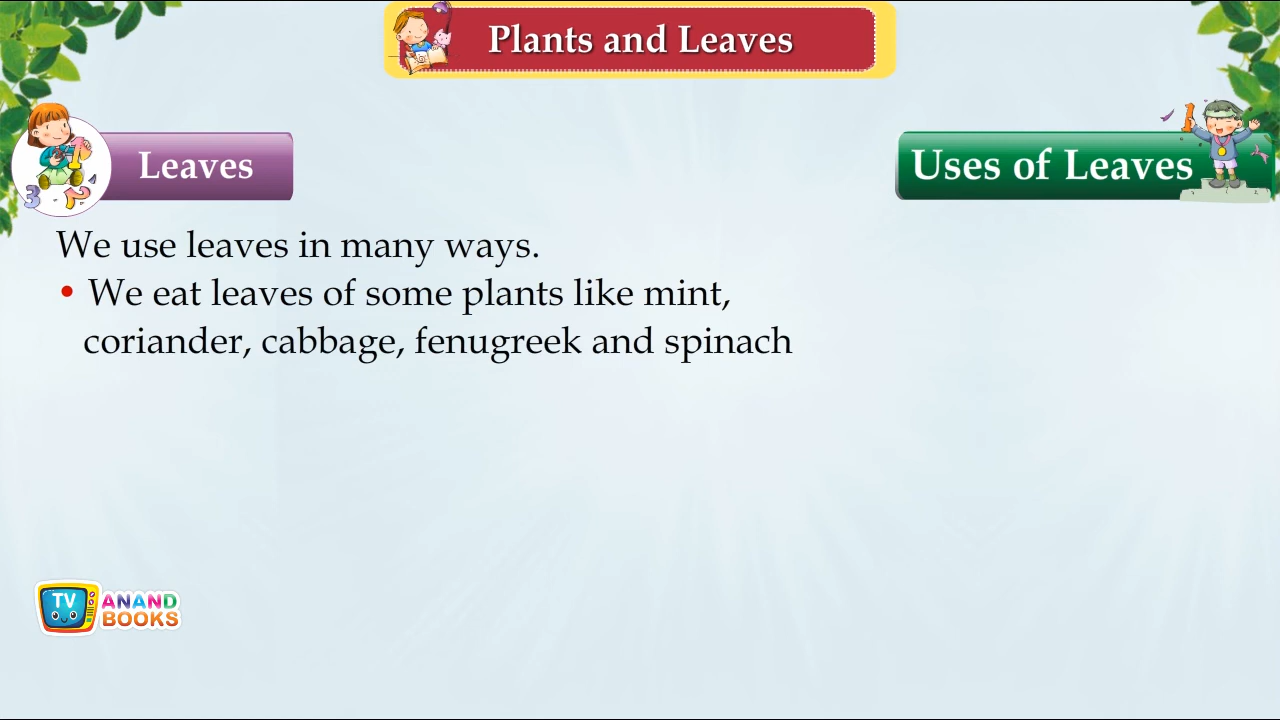 Plants and Leaves
Leaves
Uses of Leaves
We use leaves in many ways.
• We eat leaves of some plants like mint,
coriander, cabbage, fenugreek and spinach
TV
ANAND
BOOKS